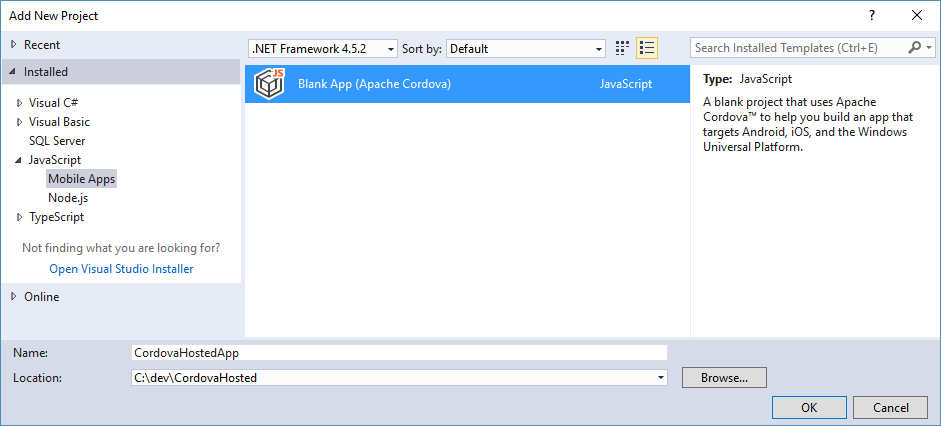 Add New Project
?
Recent
.NET Framework 4.5.2 Sort by: Default
Search Installed Templates (Ctrl+E)
Installed
Visual C#
Visual Basic
SQL Server
JavaScript
Mobile Apps
Node.js
TypeScript
Not finding what you are looking for?
Open Visual Studio Installer
Online
JS
Blank App (Apache Cordova) JavaScript
Type: JavaScript
A blank project that uses Apache
Cordova™ to help you build an app that
targets Android, iOS, and the Windows
Universal Platform.
Name: CordovaHostedApp
Location: C:\dev\CordovaHosted
Browse...
OK Cancel